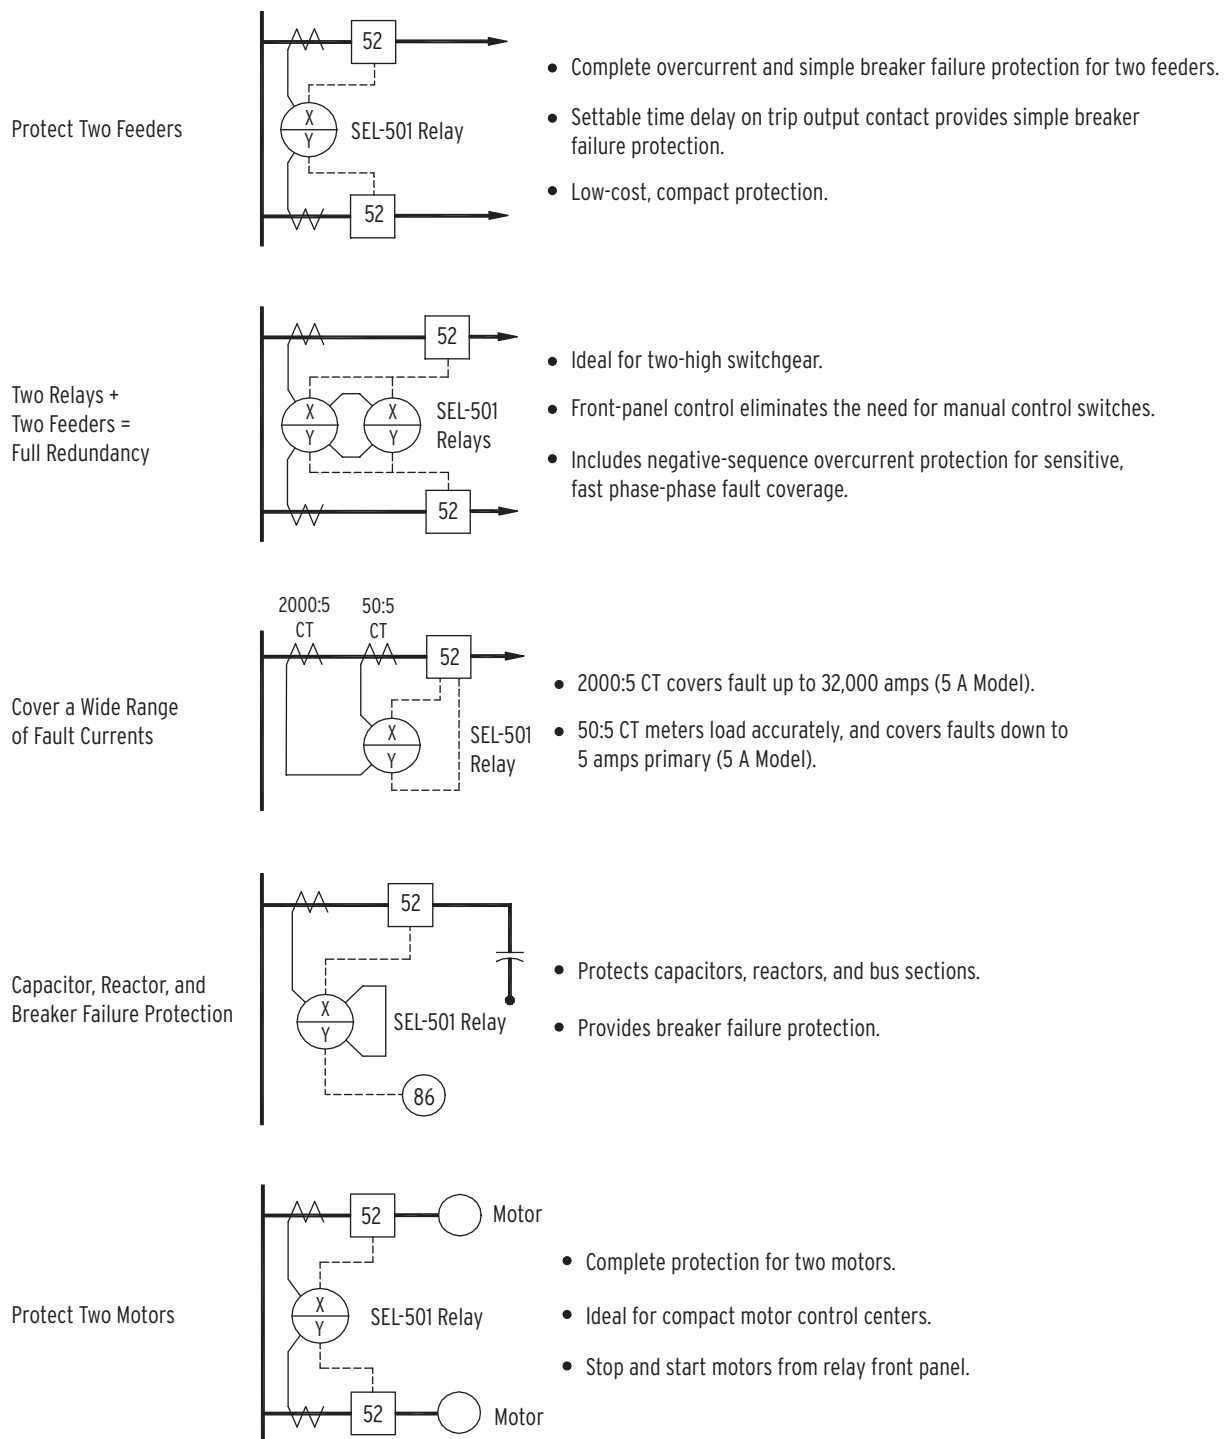 52
• Complete overcurrent and simple breaker failure protection for two feeders.
Protect Two Feeders
X
Y
SEL-501 Relay
• Settable time delay on trip output contact provides simple breaker
failure protection.
• Low-cost, compact protection.
52
52
• Ideal for two-high switchgear.
Two Relays +
Two Feeders =
Full Redundancy
X
Y
X
Y
SEL-501
Relays
• Front-panel control eliminates the need for manual control switches.
• Includes negative-sequence overcurrent protection for sensitive,
fast phase-phase fault coverage.
52
2000:5
CT
50:5
CT
52
Cover a Wide Range
of Fault Currents
X
Y
SEL-501
Relay
• 2000:5 CT covers fault up to 32,000 amps (5 A Model).
• 50:5 CT meters load accurately, and covers faults down to
5 amps primary (5 A Model).
52
Capacitor, Reactor, and
Breaker Failure Protection
X
Y
SEL-501 Relay
• Protects capacitors, reactors, and bus sections.
• Provides breaker failure protection.
86
52
Motor
Protect Two Motors
X
Y
SEL-501 Relay
• Complete protection for two motors.
• Ideal for compact motor control centers.
• Stop and start motors from relay front panel.
52
Motor